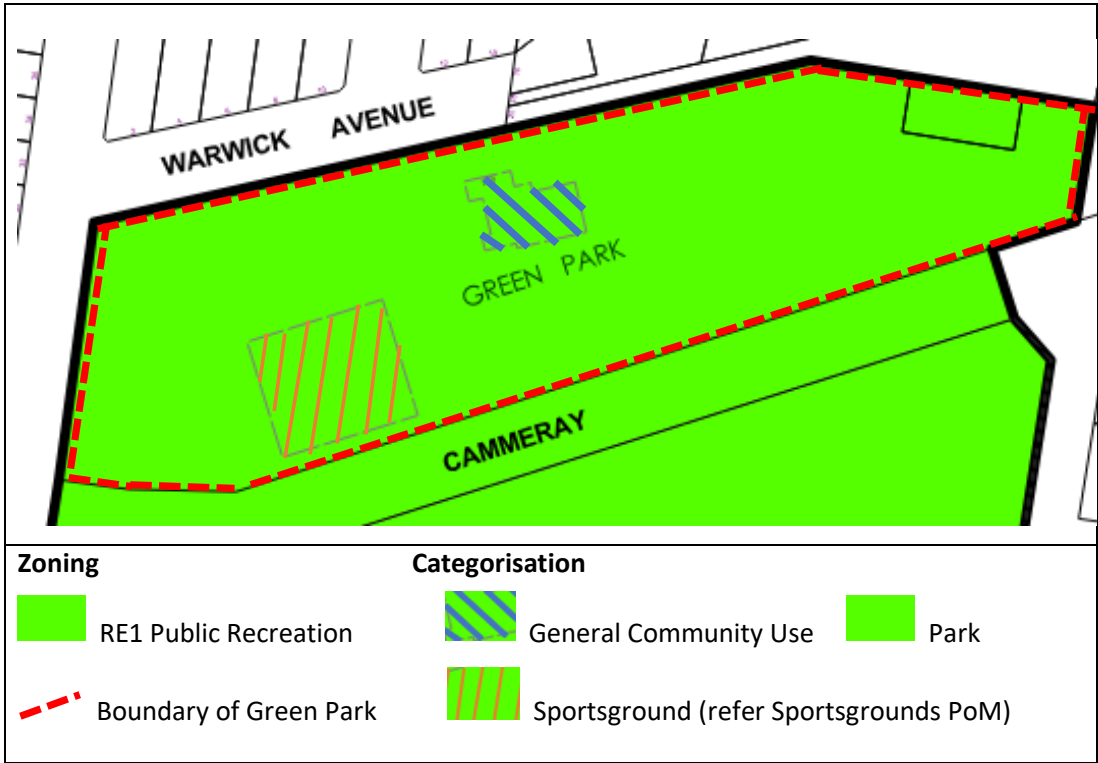 WARWICK AVENUE
GREEN PARK
CAMMERAY
Zoning
Categorisation
RE1 Public Recreation
General Community Use
Park
Boundary of Green Park
Sportsground (refer Sportsgrounds PoM)